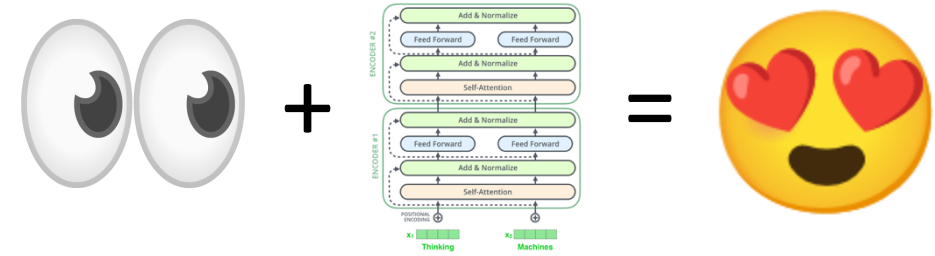 ENCODER #2
Add & Normalize
Feed Forward Feed Forward
Add & Normalize
Self-Attention
ENCODER #1
Add & Normalize
Feed Forward Feed Forward
Add & Normalize
Self-Attention
POSITIONAL
ENCODING
x₁ x₂
Thinking Machines